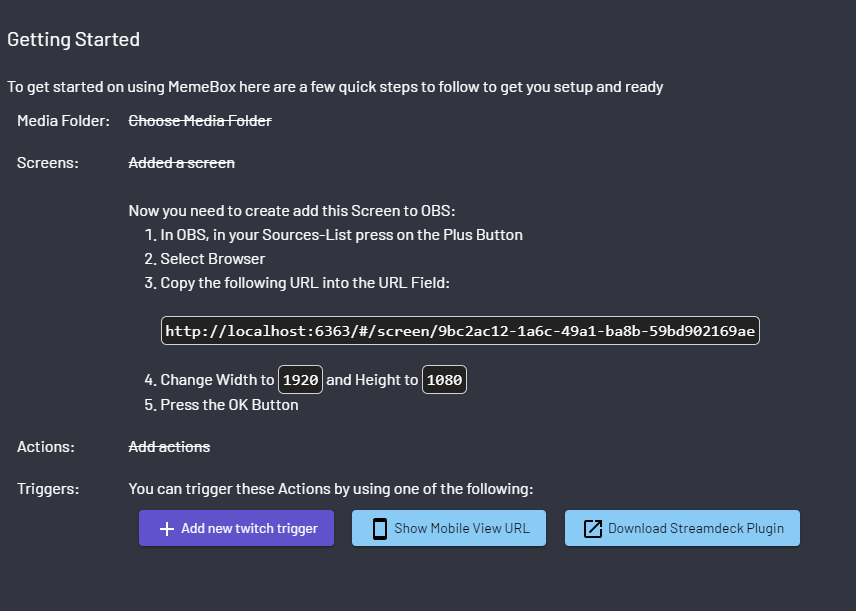 Getting Started
To get started on using MemeBox here are a few quick steps to follow to get you setup and ready
Media Folder: Choose Media Folder
Screens: Added a screen
Now you need to create add this Screen to OBS:
1. In OBS, in your Sources-List press on the Plus Button
2. Select Browser
3. Copy the following URL into the URL Field:
http://localhost:6363/#/screen/9bc2ac12-1a6c-49a1-ba8b-59bd902169ae
4. Change Width to 1920 and Height to 1080
5. Press the OK Button
Actions: Add actions
Triggers: You can trigger these Actions by using one of the following:
Add new twitch trigger Show Mobile View URL Download Streamdeck Plugin